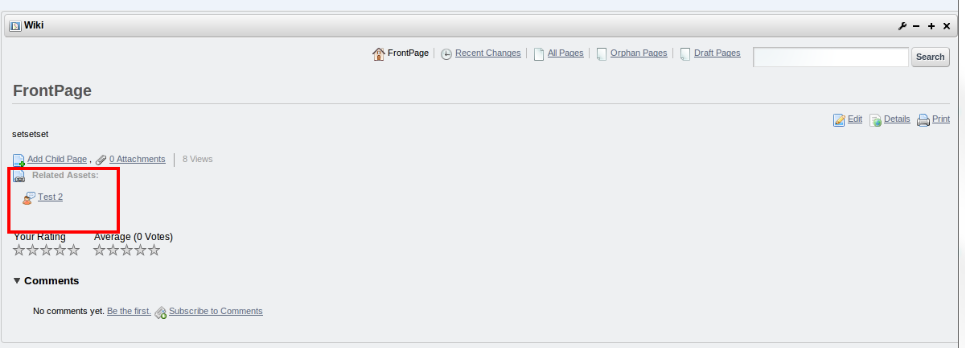 Wiki
FrontPage Recent Changes All Pages Orphan Pages Draft Pages Search
FrontPage
Edit Details Print
setsetset
Add Child Page , 0 Attachments 8 Views
Related Assets:
Test 2
Your Rating Average (0 Votes)
Comments
No comments yet. Be the first. Subscribe to Comments